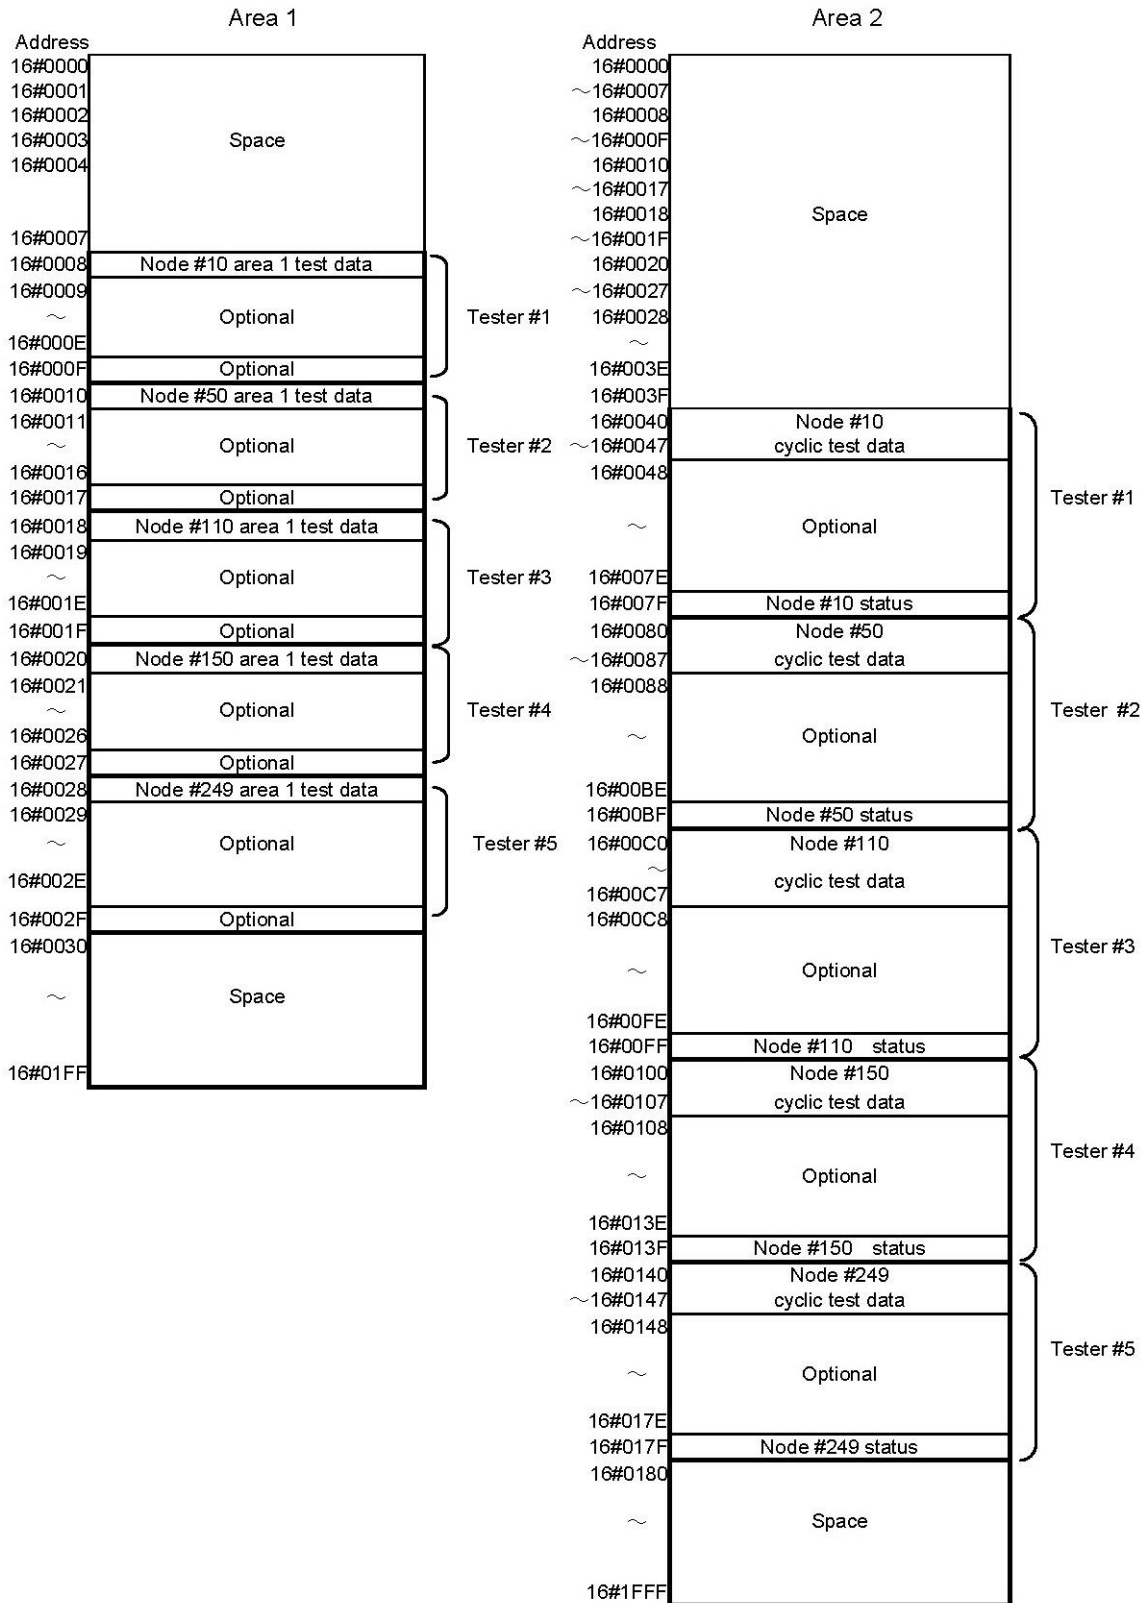 Area 1
Address
16#0000
16#0001
16#0002
16#0003
Space
16#0004
16#0007
16#0008
Node #10 area 1 test data
16#0009
～
Optional
Tester #1
16#000E
16#000F
Optional
16#0010
Node #50 area 1 test data
16#0011
～
Optional
Tester #2
16#0016
16#0017
Optional
16#0018
Node #110 area 1 test data
16#0019
～
Optional
Tester #3
16#001E
16#001F
Optional
16#0020
Node #150 area 1 test data
16#0021
～
Optional
Tester #4
16#0026
16#0027
Optional
16#0028
Node #249 area 1 test data
16#0029
～
Optional
Tester #5
16#002E
16#002F
Optional
16#0030
～
Space
16#01FF
Area 2
Address
16#0000
～16#0007
16#0008
～16#000F
16#0010
～16#0017
16#0018
Space
～16#001F
16#0020
～16#0027
16#0028
～
16#003E
16#003F
16#0040
Node #10
～16#0047
cyclic test data
16#0048
Tester #1
～
Optional
16#007E
16#007F
Node #10 status
16#0080
Node #50
～16#0087
cyclic test data
16#0088
Tester #2
～
Optional
16#00BE
16#00BF
Node #50 status
16#00C0
Node #110
～
16#00C7
cyclic test data
16#00C8
Tester #3
～
Optional
16#00FE
16#00FF
Node #110 status
16#0100
Node #150
～16#0107
cyclic test data
16#0108
Tester #4
～
Optional
16#013E
16#013F
Node #150 status
16#0140
Node #249
～16#0147
cyclic test data
16#0148
Tester #5
～
Optional
16#017E
16#017F
Node #249 status
16#0180
～
Space
16#1FFF